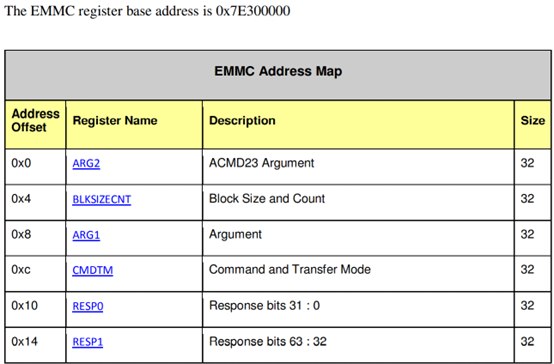 The EMMC register base address is 0x7E300000
EMMC Address Map
Address Offset Register Name Description Size
0x0 ARG2 ACMD23 Argument 32
0x4 BLKSIZECNT Block Size and Count 32
0x8 ARG1 Argument 32
0xc CMDTM Command and Transfer Mode 32
0x10 RESP0 Response bits 31 : 0 32
0x14 RESP1 Response bits 63 : 32 32